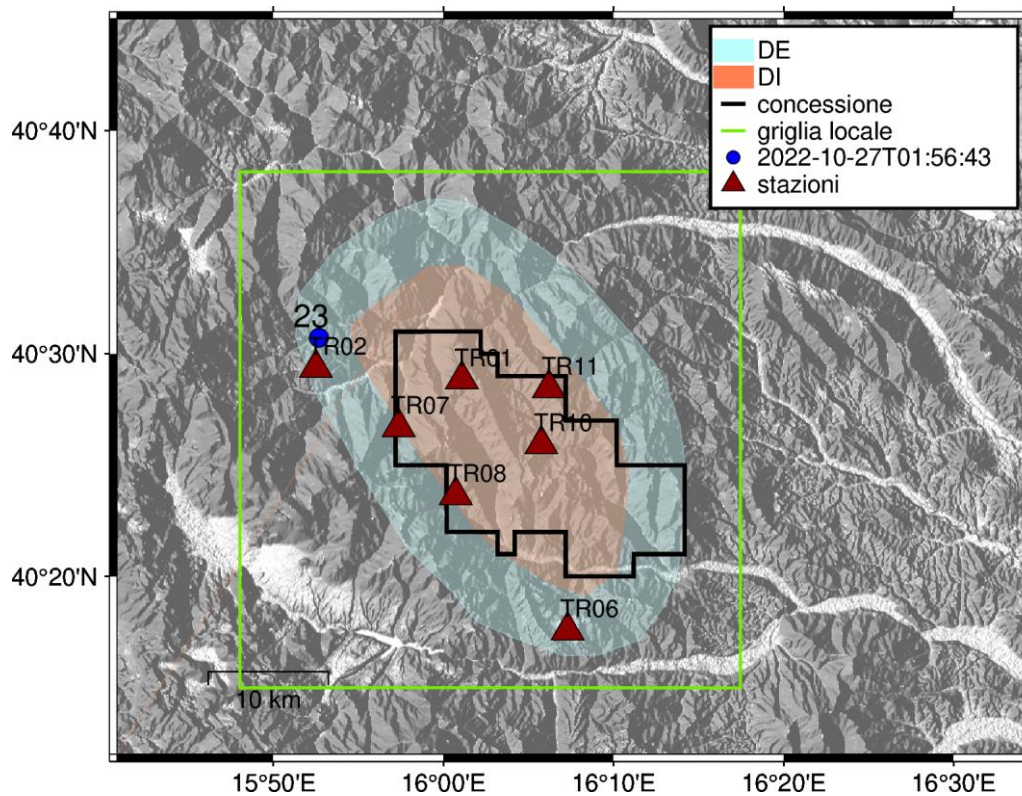 DE
DI
concessione
griglia locale
2022-10-27T01:56:43
stazioni
40°40'N
40°30'N
40°20'N
23
TR02
TR01
TR11
TR07
TR10
TR08
TR06
10 km
15°50'E
16°00'E
16°10'E
16°20'E
16°30'E